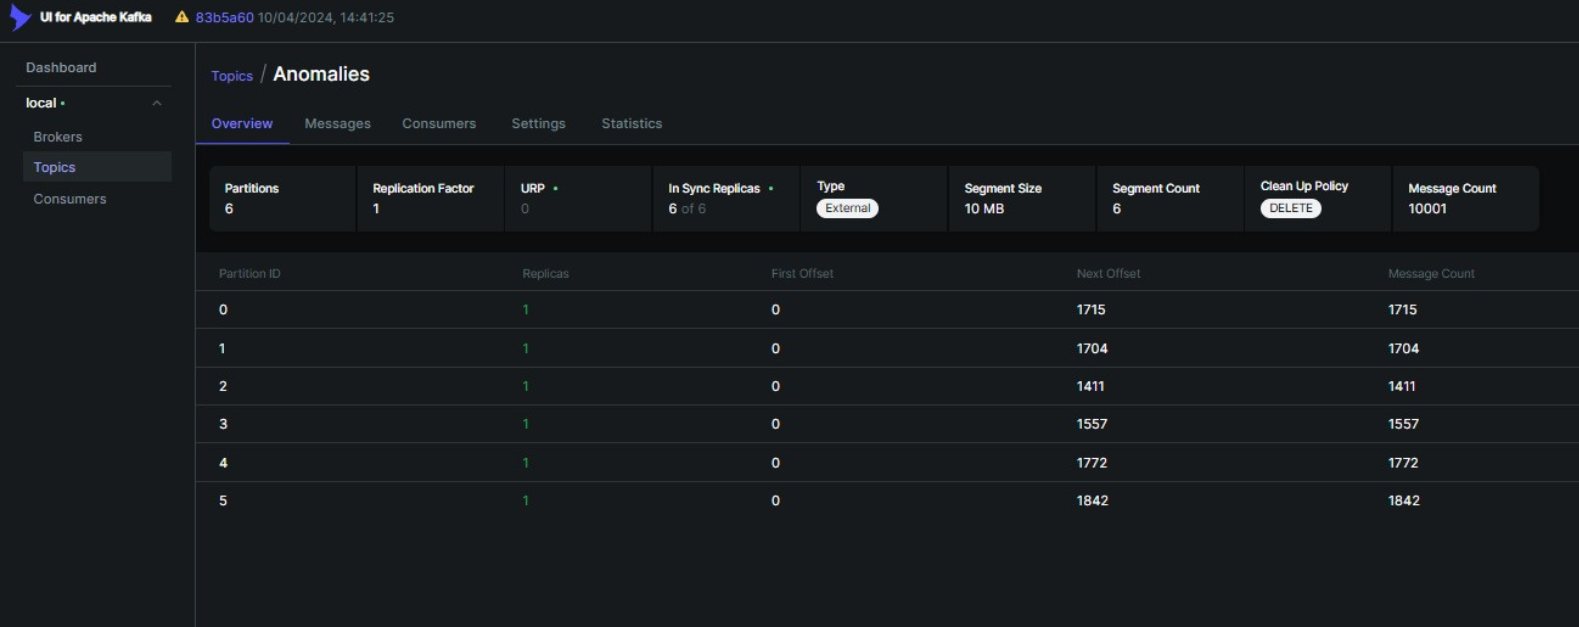 UI for Apache Kafka 83b5a60 10/04/2024, 14:41:25
Dashboard
local
Brokers
Topics
Consumers
Topics / Anomalies
Overview Messages Consumers Settings Statistics
Partitions Replication Factor URP In Sync Replicas Type Segment Size Segment Count Clean Up Policy Message Count
6 1 0 6 of 6 External 10 MB 6 DELETE 10001
Partition ID Replicas First Offset Next Offset Message Count
0 1 0 1715 1715
1 1 0 1704 1704
2 1 0 1411 1411
3 1 0 1557 1557
4 1 0 1772 1772
5 1 0 1842 1842